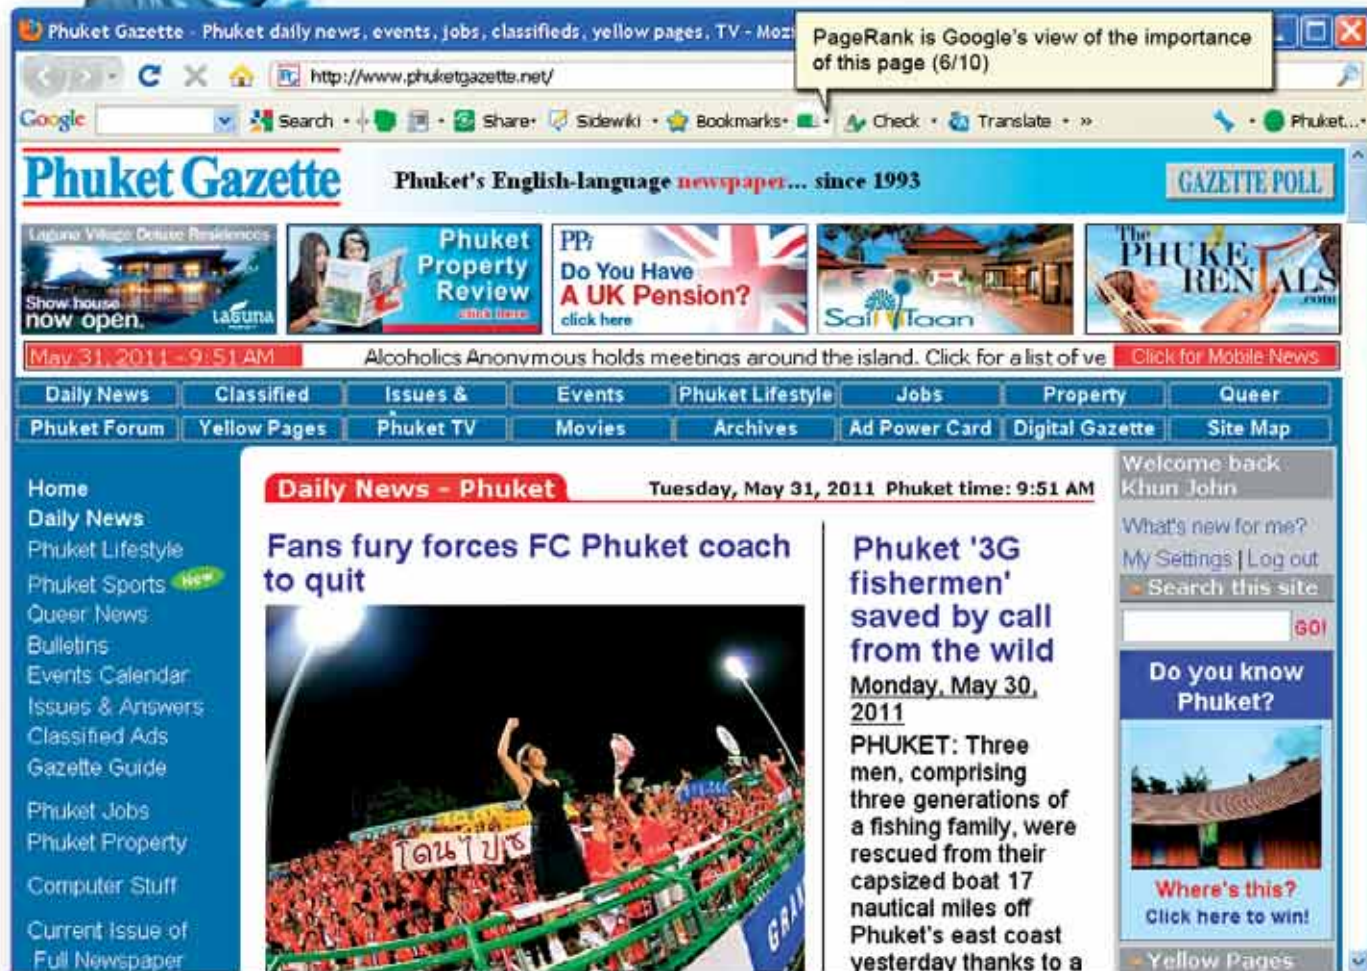 Phuket Gazette - Phuket daily news, events, jobs, classifieds, yellow pages, TV - Moz
PageRank is Google's view of the importance
of this page (6/10)
http://www.phuketgazette.net/
Google Search Share Sidewiki Bookmarks Check Translate » Phuket...
Phuket Gazette
Phuket's English-language newspaper... since 1993
GAZETTE POLL
Laguna Village Deluxe Residences
Show house
now open.
Laguna
Phuket
Property
Review
click here
PPi
Do You Have
A UK Pension?
click here
Sai Taan
The
PHUKET
RENTALS
.com
May 31, 2011 - 9:51 AM
Alcoholics Anonymous holds meetings around the island. Click for a list of ve
Click for Mobile News
Daily News Classified Issues & Events Phuket Lifestyle Jobs Property Queer
Phuket Forum Yellow Pages Phuket TV Movies Archives Ad Power Card Digital Gazette Site Map
Home
Daily News
Phuket Lifestyle
Phuket Sports New
Queer News
Bulletins
Events Calendar
Issues & Answers
Classified Ads
Gazette Guide
Phuket Jobs
Phuket Property
Computer Stuff
Current Issue of
Full Newspaper
Daily News - Phuket
Tuesday, May 31, 2011 Phuket time: 9:51 AM
Fans fury forces FC Phuket coach
to quit
GRAN
Phuket '3G
fishermen'
saved by call
from the wild
Monday, May 30,
2011
PHUKET: Three
men, comprising
three generations of
a fishing family, were
rescued from their
capsized boat 17
nautical miles off
Phuket's east coast
yesterday thanks to a
Welcome back
Khun John
What's new for me?
My Settings | Log out
Search this site
GO!
Do you know
Phuket?
Where's this?
Click here to win!
Yellow Pages